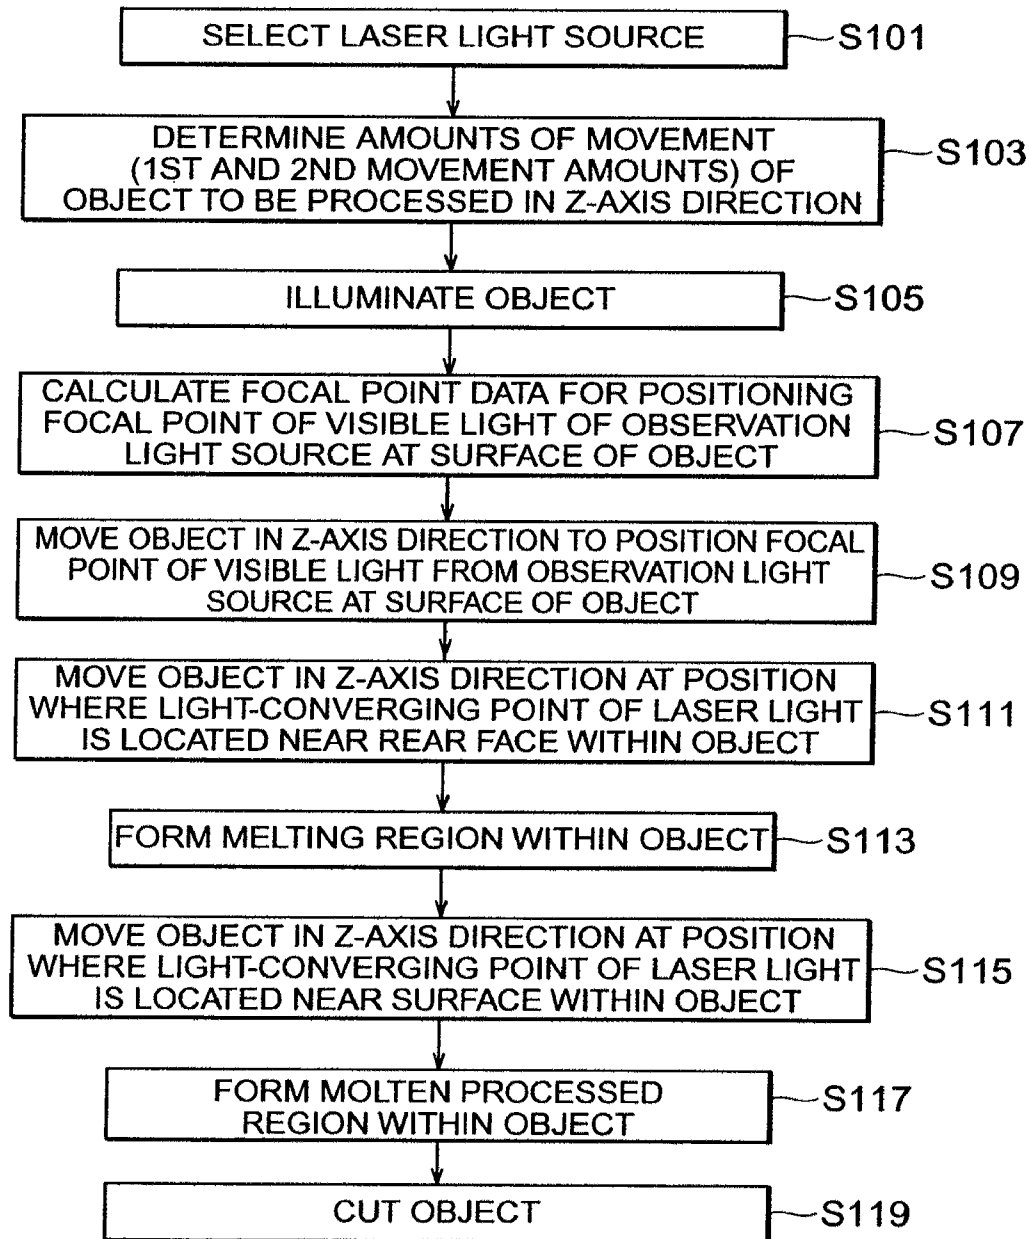 SELECT LASER LIGHT SOURCE
S101
DETERMINE AMOUNTS OF MOVEMENT
(1ST AND 2ND MOVEMENT AMOUNTS) OF
OBJECT TO BE PROCESSED IN Z-AXIS DIRECTION
S103
ILLUMINATE OBJECT
S105
CALCULATE FOCAL POINT DATA FOR POSITIONING
FOCAL POINT OF VISIBLE LIGHT OF OBSERVATION
LIGHT SOURCE AT SURFACE OF OBJECT
S107
MOVE OBJECT IN Z-AXIS DIRECTION TO POSITION FOCAL
POINT OF VISIBLE LIGHT FROM OBSERVATION LIGHT
SOURCE AT SURFACE OF OBJECT
S109
MOVE OBJECT IN Z-AXIS DIRECTION AT POSITION
WHERE LIGHT-CONVERGING POINT OF LASER LIGHT
IS LOCATED NEAR REAR FACE WITHIN OBJECT
S111
FORM MELTING REGION WITHIN OBJECT
S113
MOVE OBJECT IN Z-AXIS DIRECTION AT POSITION
WHERE LIGHT-CONVERGING POINT OF LASER LIGHT
IS LOCATED NEAR SURFACE WITHIN OBJECT
S115
FORM MOLTEN PROCESSED
REGION WITHIN OBJECT
S117
CUT OBJECT
S119